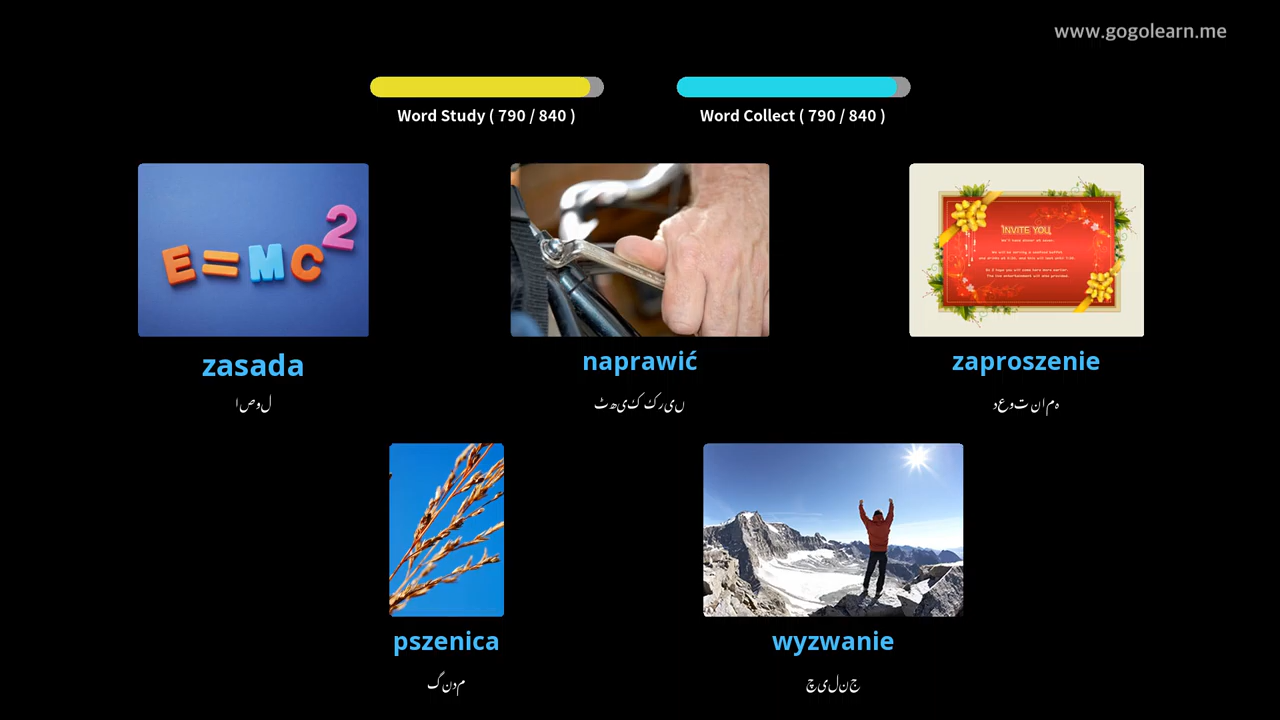 www.gogolearn.me
Word Study ( 790 / 840 )
Word Collect ( 790 / 840 )
E=MC2
INVITE YOU
zasada
naprawić
zaproszenie
اصول
ٹھیک کریں
دعوت نامہ
pszenica
wyzwanie
گندم
چیلنج